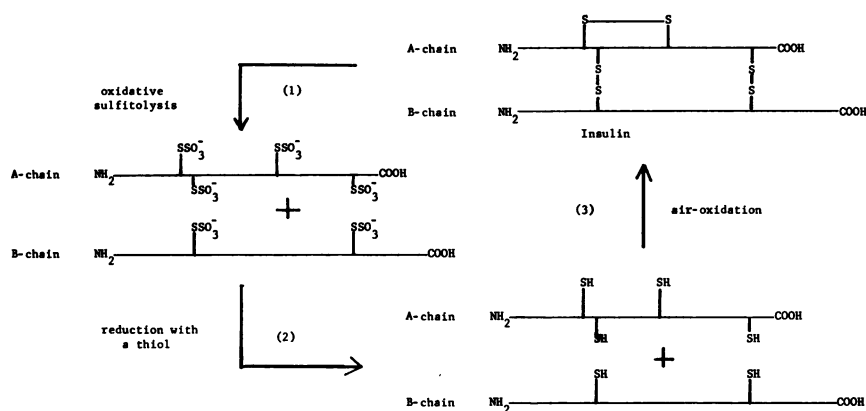 S S
A-chain NH2 COOH
S S
S S
B-chain NH2 COOH
Insulin
oxidative
sulfitolysis
(1)
SSO3- SSO3-
A-chain NH2 COOH
SSO3- SSO3-
+
SSO3- SSO3-
B-chain NH2 COOH
(3) air-oxidation
reduction with
a thiol
(2)
SH SH
A-chain NH2 COOH
SH SH
+
SH SH
B-chain NH2 COOH